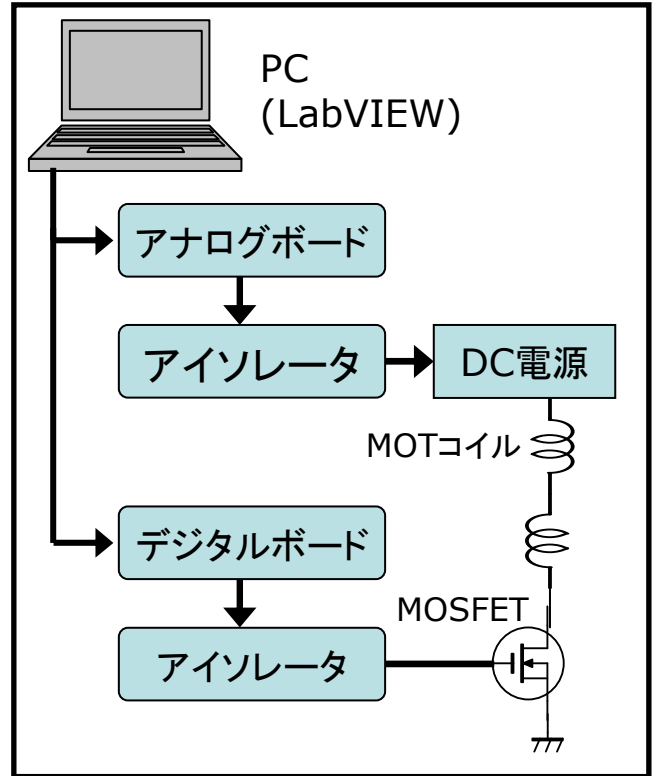 PC
(LabVIEW)
アナログボード
アイソレータ
DC電源
MOTコイル
デジタルボード
MOSFET
アイソレータ